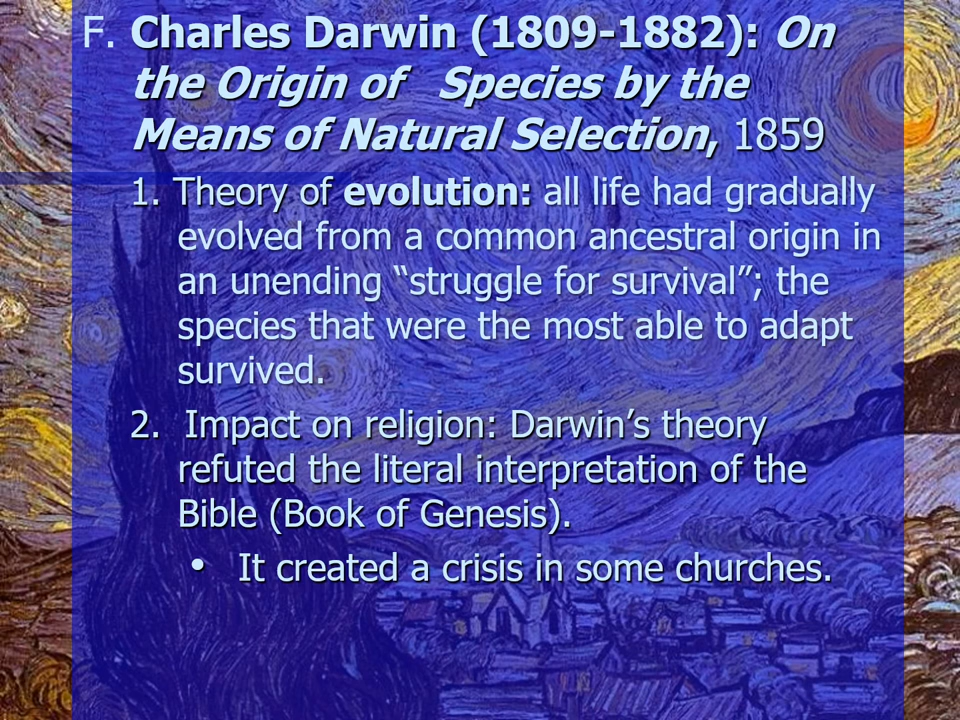 F. Charles Darwin (1809-1882): On
the Origin of Species by the
Means of Natural Selection, 1859
1. Theory of evolution: all life had gradually
evolved from a common ancestral origin in
an unending “struggle for survival”; the
species that were the most able to adapt
survived.
2. Impact on religion: Darwin’s theory
refuted the literal interpretation of the
Bible (Book of Genesis).
• It created a crisis in some churches.